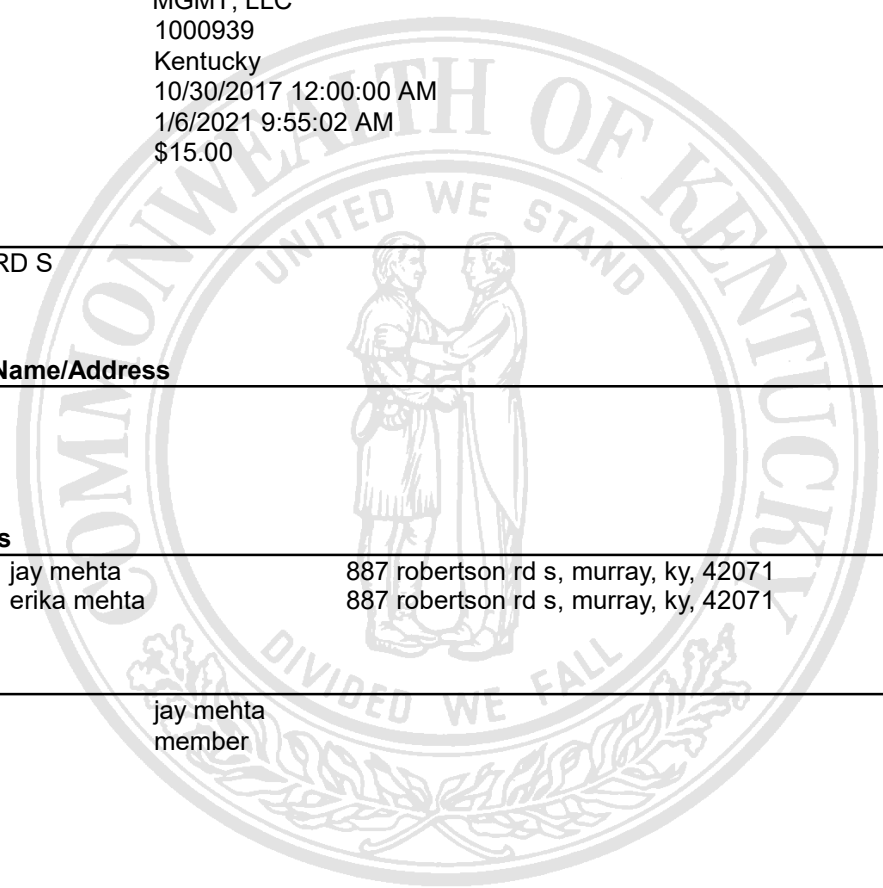 MGMT, LLC
1000939
Kentucky
10/30/2017 12:00:00 AM
1/6/2021 9:55:02 AM
$15.00
RD S
Name/Address
s
jay mehta 887 robertson rd s, murray, ky, 42071
erika mehta 887 robertson rd s, murray, ky, 42071
jay mehta
member
COMMONWEALTH OF KENTUCKY
UNITED WE STAND
DIVIDED WE FALL